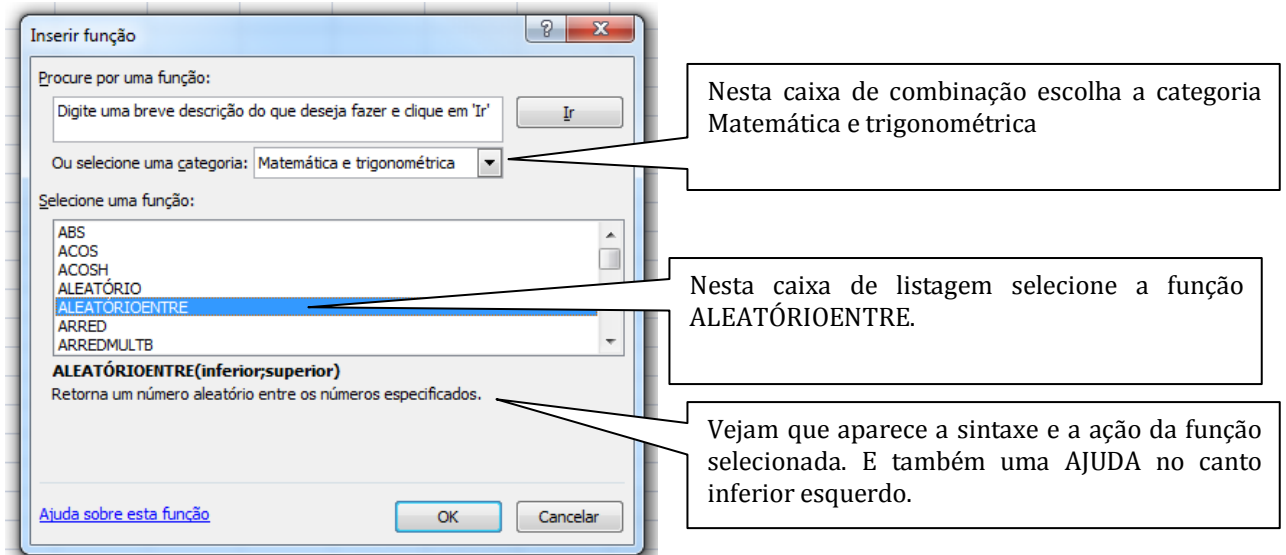 Inserir função
Procure por uma função:
Digite uma breve descrição do que deseja fazer e clique em 'Ir'
Ir
Ou selecione uma categoria: Matemática e trigonométrica
Selecione uma função:
ABS
ACOS
ACOSH
ALEATÓRIO
ALEATÓRIOENTRE
ARRED
ARREDMULTB
ALEATÓRIOENTRE(inferior;superior)
Retorna um número aleatório entre os números especificados.
Ajuda sobre esta função
OK
Cancelar
Nesta caixa de combinação escolha a categoria
Matemática e trigonométrica
Nesta caixa de listagem selecione a função
ALEATÓRIOENTRE.
Vejam que aparece a sintaxe e a ação da função
selecionada. E também uma AJUDA no canto
inferior esquerdo.